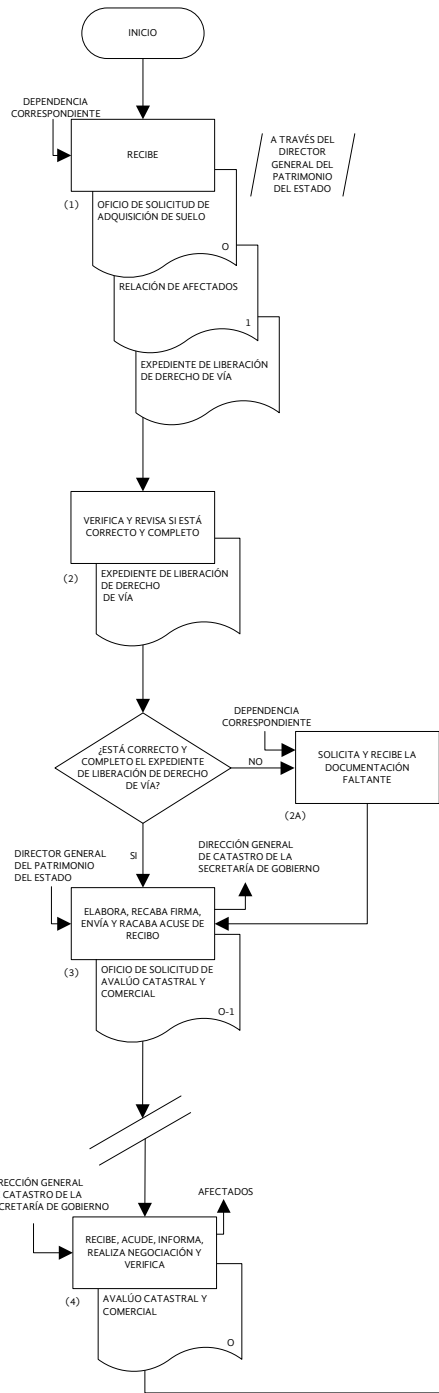 INICIO
DEPENDENCIA
CORRESPONDIENTE
RECIBE
A TRAVÉS DEL
DIRECTOR
GENERAL DEL
PATRIMONIO
DEL ESTADO
(1)
OFICIO DE SOLICITUD DE
ADQUISICIÓN DE SUELO
O
RELACIÓN DE AFECTADOS
1
EXPEDIENTE DE LIBERACIÓN
DE DERECHO DE VÍA
VERIFICA Y REVISA SI ESTÁ
CORRECTO Y COMPLETO
(2)
EXPEDIENTE DE LIBERACIÓN
DE DERECHO
DE VÍA
¿ESTÁ CORRECTO Y
COMPLETO EL EXPEDIENTE
DE LIBERACIÓN DE DERECHO
DE VÍA?
NO
DEPENDENCIA
CORRESPONDIENTE
SOLICITA Y RECIBE LA
DOCUMENTACIÓN
FALTANTE
(2A)
SI
DIRECTOR GENERAL
DEL PATRIMONIO
DEL ESTADO
DIRECCIÓN GENERAL
DE CATASTRO DE LA
SECRETARÍA DE GOBIERNO
ELABORA, RECABA FIRMA,
ENVÍA Y RACABA ACUSE DE
RECIBO
(3)
OFICIO DE SOLICITUD DE
AVALÚO CATASTRAL Y
COMERCIAL
O-1
RECCIÓN GENERAL
CATASTRO DE LA
CRETARÍA DE GOBIERNO
AFECTADOS
RECIBE, ACUDE, INFORMA,
REALIZA NEGOCIACIÓN Y
VERIFICA
(4)
AVALÚO CATASTRAL Y
COMERCIAL
O